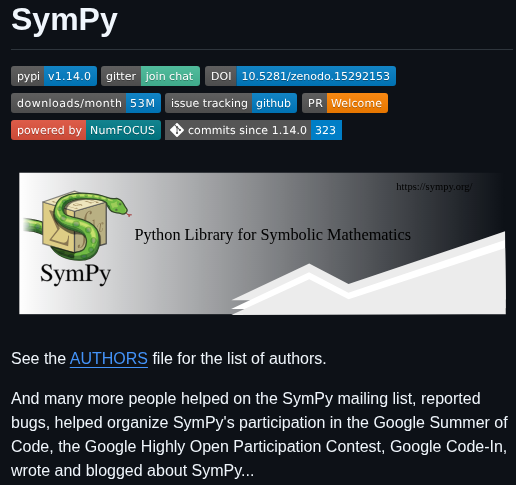 SymPy
pypi v1.14.0 gitter join chat DOI 10.5281/zenodo.15292153
downloads/month 53M issue tracking github PR Welcome
powered by NumFOCUS commits since 1.14.0 323
https://sympy.org/
Python Library for Symbolic Mathematics
SymPy
See the AUTHORS file for the list of authors.
And many more people helped on the SymPy mailing list, reported
bugs, helped organize SymPy's participation in the Google Summer of
Code, the Google Highly Open Participation Contest, Google Code-In,
wrote and blogged about SymPy...